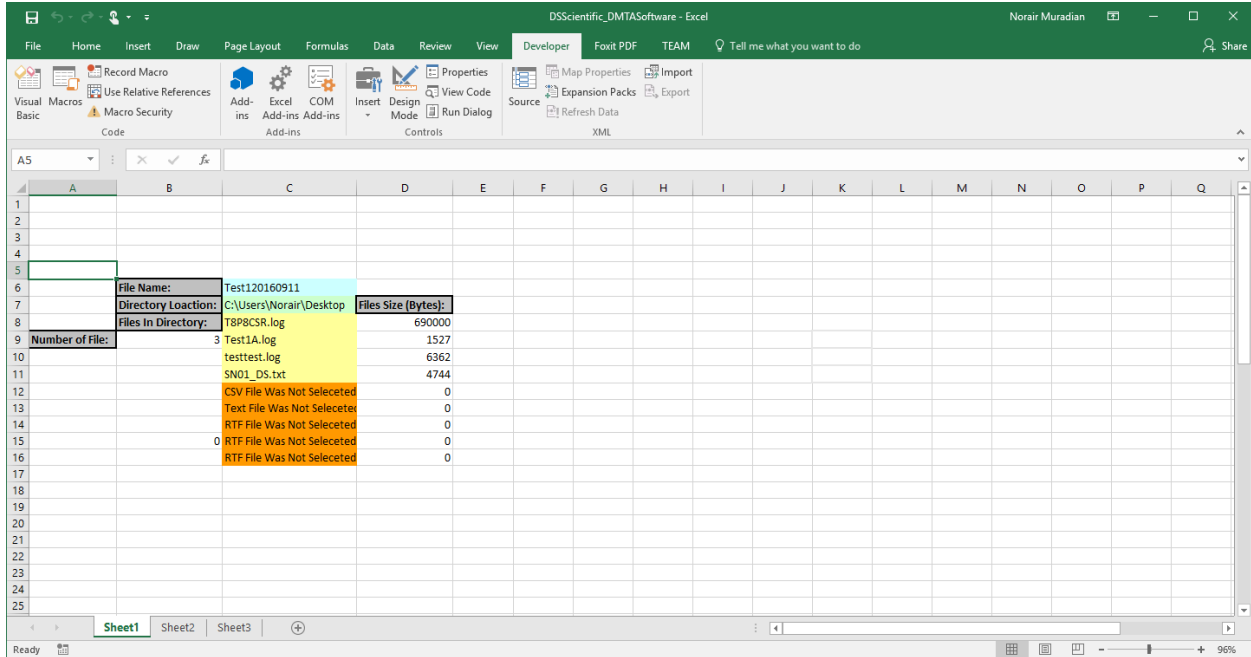 DSScientific_DMTASoftware - Excel
Norair Muradian
File Home Insert Draw Page Layout Formulas Data Review View Developer Foxit PDF TEAM Tell me what you want to do Share
Visual Basic
Macros
Record Macro
Use Relative References
Macro Security
Code
Add-ins
Excel Add-ins
COM Add-ins
Add-ins
Insert
Design Mode
Properties
View Code
Run Dialog
Controls
Source
Map Properties
Expansion Packs
Refresh Data
Import
Export
XML
A5 fx
A B C D E F G H I J K L M N O P Q
1
2
3
4
5
6 File Name: Test120160911
7 Directory Loaction: C:\Users\Norair\Desktop Files Size (Bytes):
8 Files In Directory: T8P8CSR.log 690000
9 Number of File: 3 Test1A.log 1527
10 testtest.log 6362
11 SN01_DS.txt 4744
12 CSV File Was Not Seleceted 0
13 Text File Was Not Seleceted 0
14 RTF File Was Not Seleceted 0
15 0 RTF File Was Not Seleceted 0
16 RTF File Was Not Seleceted 0
17
18
19
20
21
22
23
24
25
Sheet1 Sheet2 Sheet3
Ready 96%